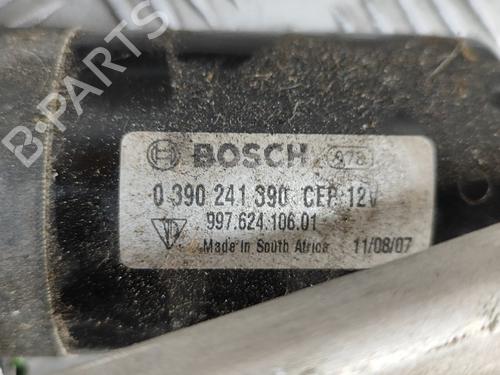 B-PARTS
BOSCH 978
0 390 241 390 CEP 12V
997.624.106.01
Made in South Africa 11/08/07